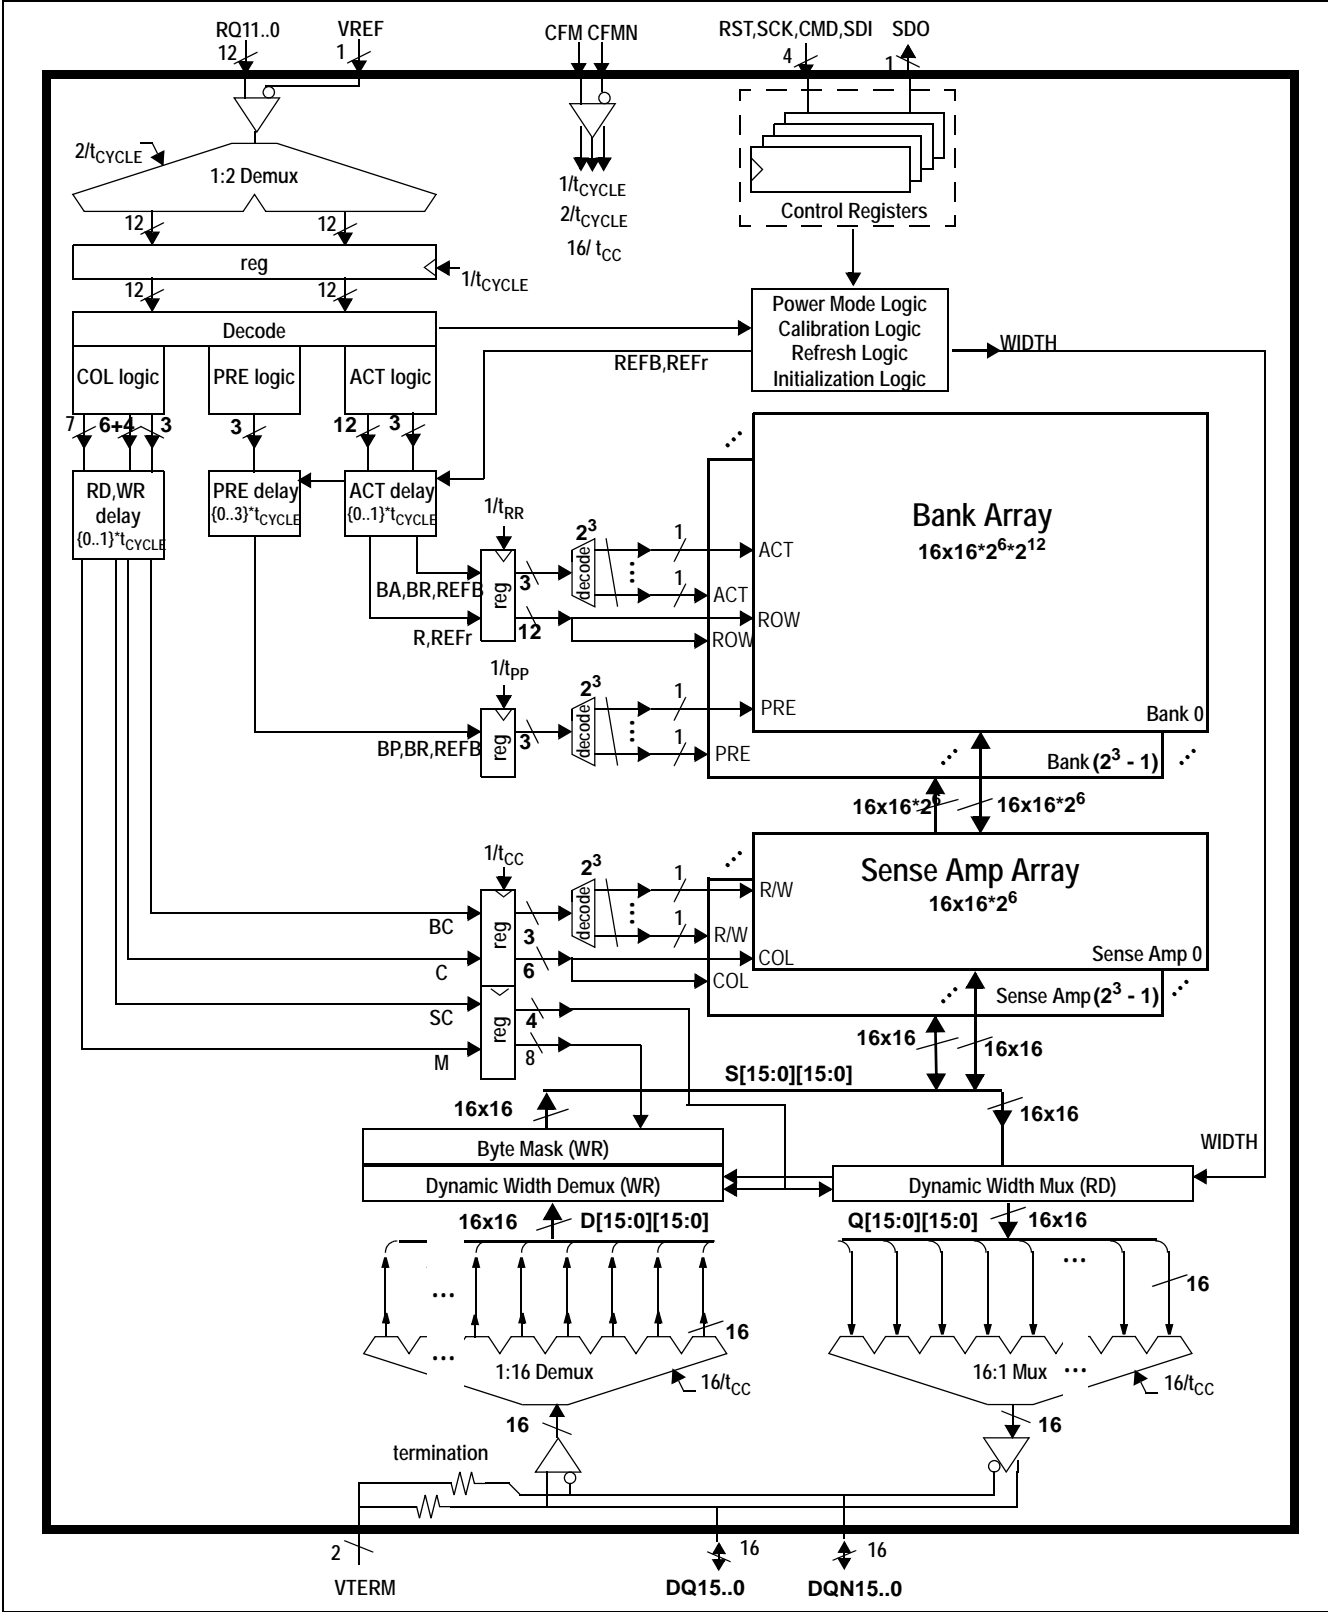 RQ11..0 VREF CFM CFMN RST,SCK,CMD,SDI SDO
12 1 4 1
2/tCYCLE
1:2 Demux
1/tCYCLE
2/tCYCLE
16/ tCC
Control Registers
12 12
reg
1/tCYCLE
12 12
Decode
COL logic PRE logic ACT logic
Power Mode Logic
Calibration Logic
Refresh Logic
Initialization Logic
WIDTH
REFB,REFr
7 6+4 3 3 12 3
RD,WR
delay
{0..1}*tCYCLE
PRE delay
{0..3}*tCYCLE
ACT delay
{0..1}*tCYCLE
1/tRR
reg
BA,BR,REFB
R,REFr
3
12
decode
2^3
1
1
ACT
ACT
ROW
ROW
Bank Array
16x16*2^6*2^12
1/tPP
reg
BP,BR,REFB
3
decode
2^3
1
1
PRE
PRE
Bank 0
Bank (2^3 - 1)
16x16*2^6 16x16*2^6
1/tCC
reg
BC
C
3
6
decode
2^3
1
1
R/W
R/W
COL
COL
Sense Amp Array
16x16*2^6
Sense Amp 0
Sense Amp (2^3 - 1)
reg
SC
M
4
8
16x16 16x16
S[15:0][15:0]
16x16 16x16
WIDTH
Byte Mask (WR)
Dynamic Width Demux (WR) Dynamic Width Mux (RD)
16x16 D[15:0][15:0] Q[15:0][15:0] 16x16
16
16
1:16 Demux 16:1 Mux
16/tCC 16/tCC
16 16
termination
2 16 16
VTERM DQ15..0 DQN15..0